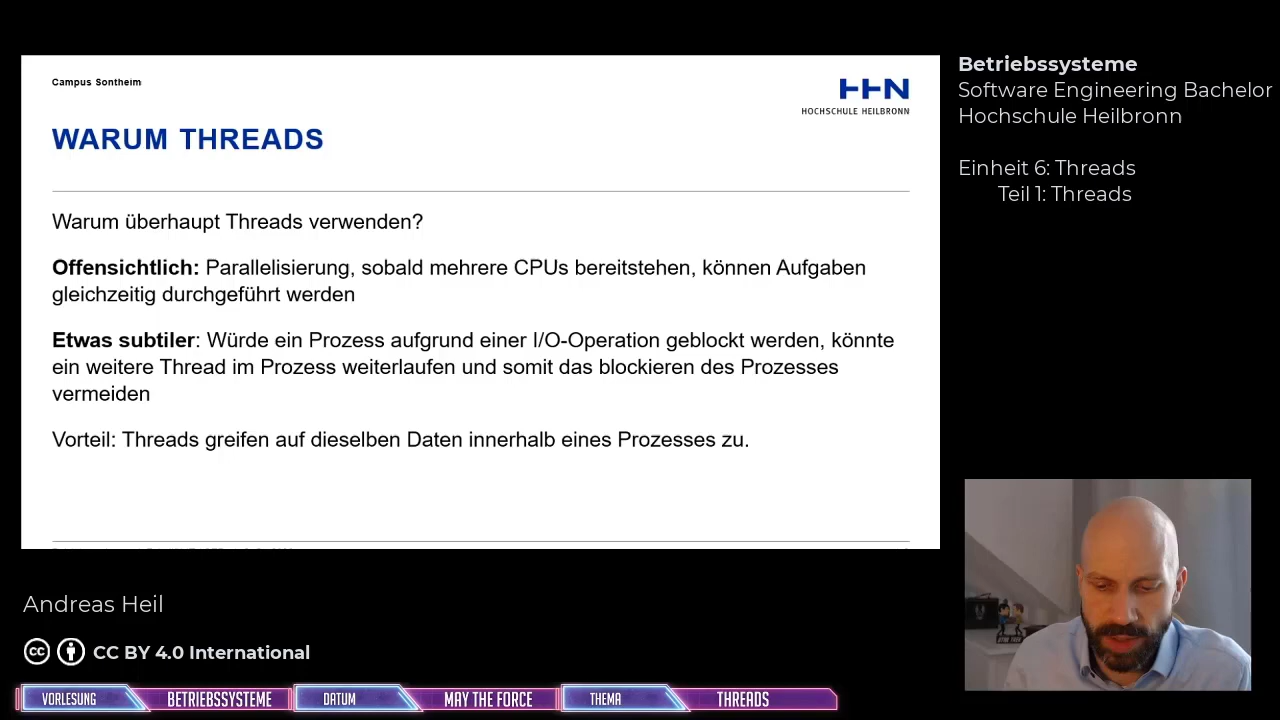 Campus Sontheim
HHN
HOCHSCHULE HEILBRONN
WARUM THREADS
Warum überhaupt Threads verwenden?
Offensichtlich: Parallelisierung, sobald mehrere CPUs bereitstehen, können Aufgaben
gleichzeitig durchgeführt werden
Etwas subtiler: Würde ein Prozess aufgrund einer I/O-Operation geblockt werden, könnte
ein weitere Thread im Prozess weiterlaufen und somit das blockieren des Prozesses
vermeiden
Vorteil: Threads greifen auf dieselben Daten innerhalb eines Prozesses zu.
Betriebssysteme
Software Engineering Bachelor
Hochschule Heilbronn
Einheit 6: Threads
Teil 1: Threads
Andreas Heil
CC BY 4.0 International
VORLESUNG BETRIEBSSYSTEME DATUM MAY THE FORCE THEMA THREADS